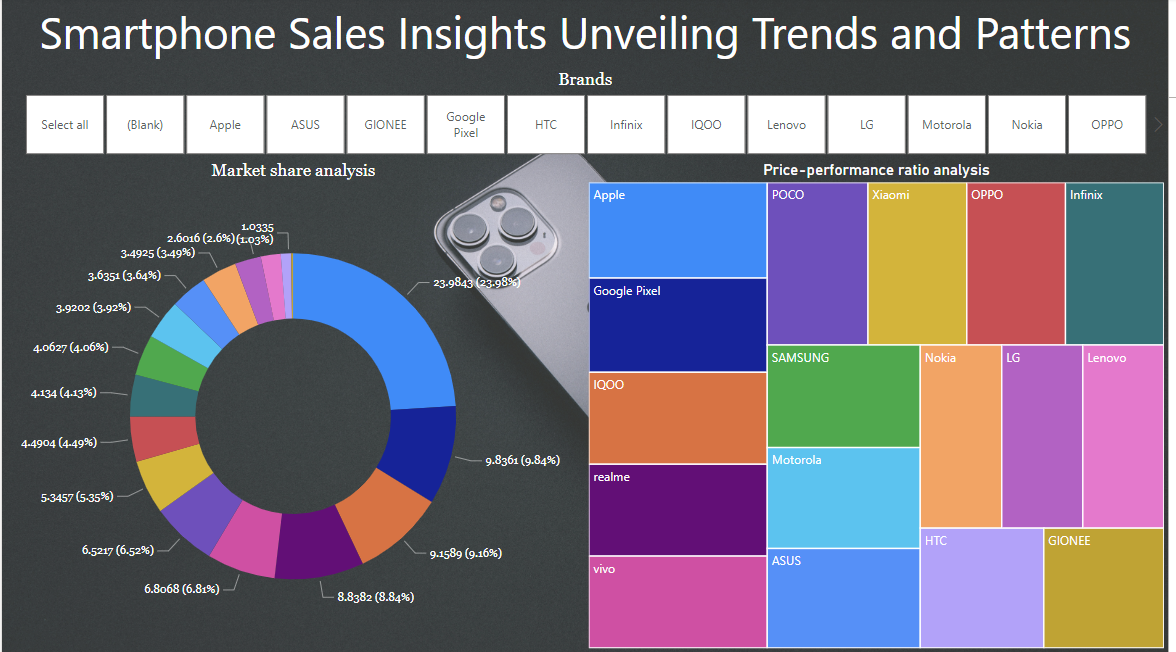 Smartphone Sales Insights Unveiling Trends and Patterns
Brands
Select all
(Blank)
Apple
ASUS
GIONEE
Google
Pixel
HTC
Infinix
IQOO
Lenovo
LG
Motorola
Nokia
OPPO
Market share analysis
1.0335
(1.03%)
2.6016 (2.6%)
3.4925 (3.49%)
3.6351 (3.64%)
3.9202 (3.92%)
4.0627 (4.06%)
4.134 (4.13%)
4.4904 (4.49%)
5.3457 (5.35%)
6.5217 (6.52%)
6.8068 (6.81%)
8.8382 (8.84%)
9.1589 (9.16%)
9.8361 (9.84%)
23.9843 (23.98%)
Price-performance ratio analysis
Apple
Google Pixel
IQOO
realme
vivo
POCO
Xiaomi
OPPO
Infinix
SAMSUNG
Motorola
ASUS
Nokia
LG
Lenovo
HTC
GIONEE